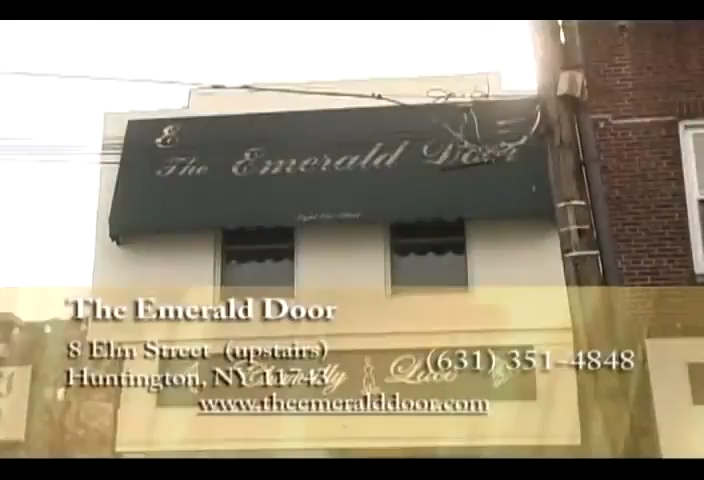 E
The Emerald Door
The Emerald Door
8 Elm Street (upstairs)
(631) 351-4848
Huntington, NY 11743
www.theemeralddoor.com